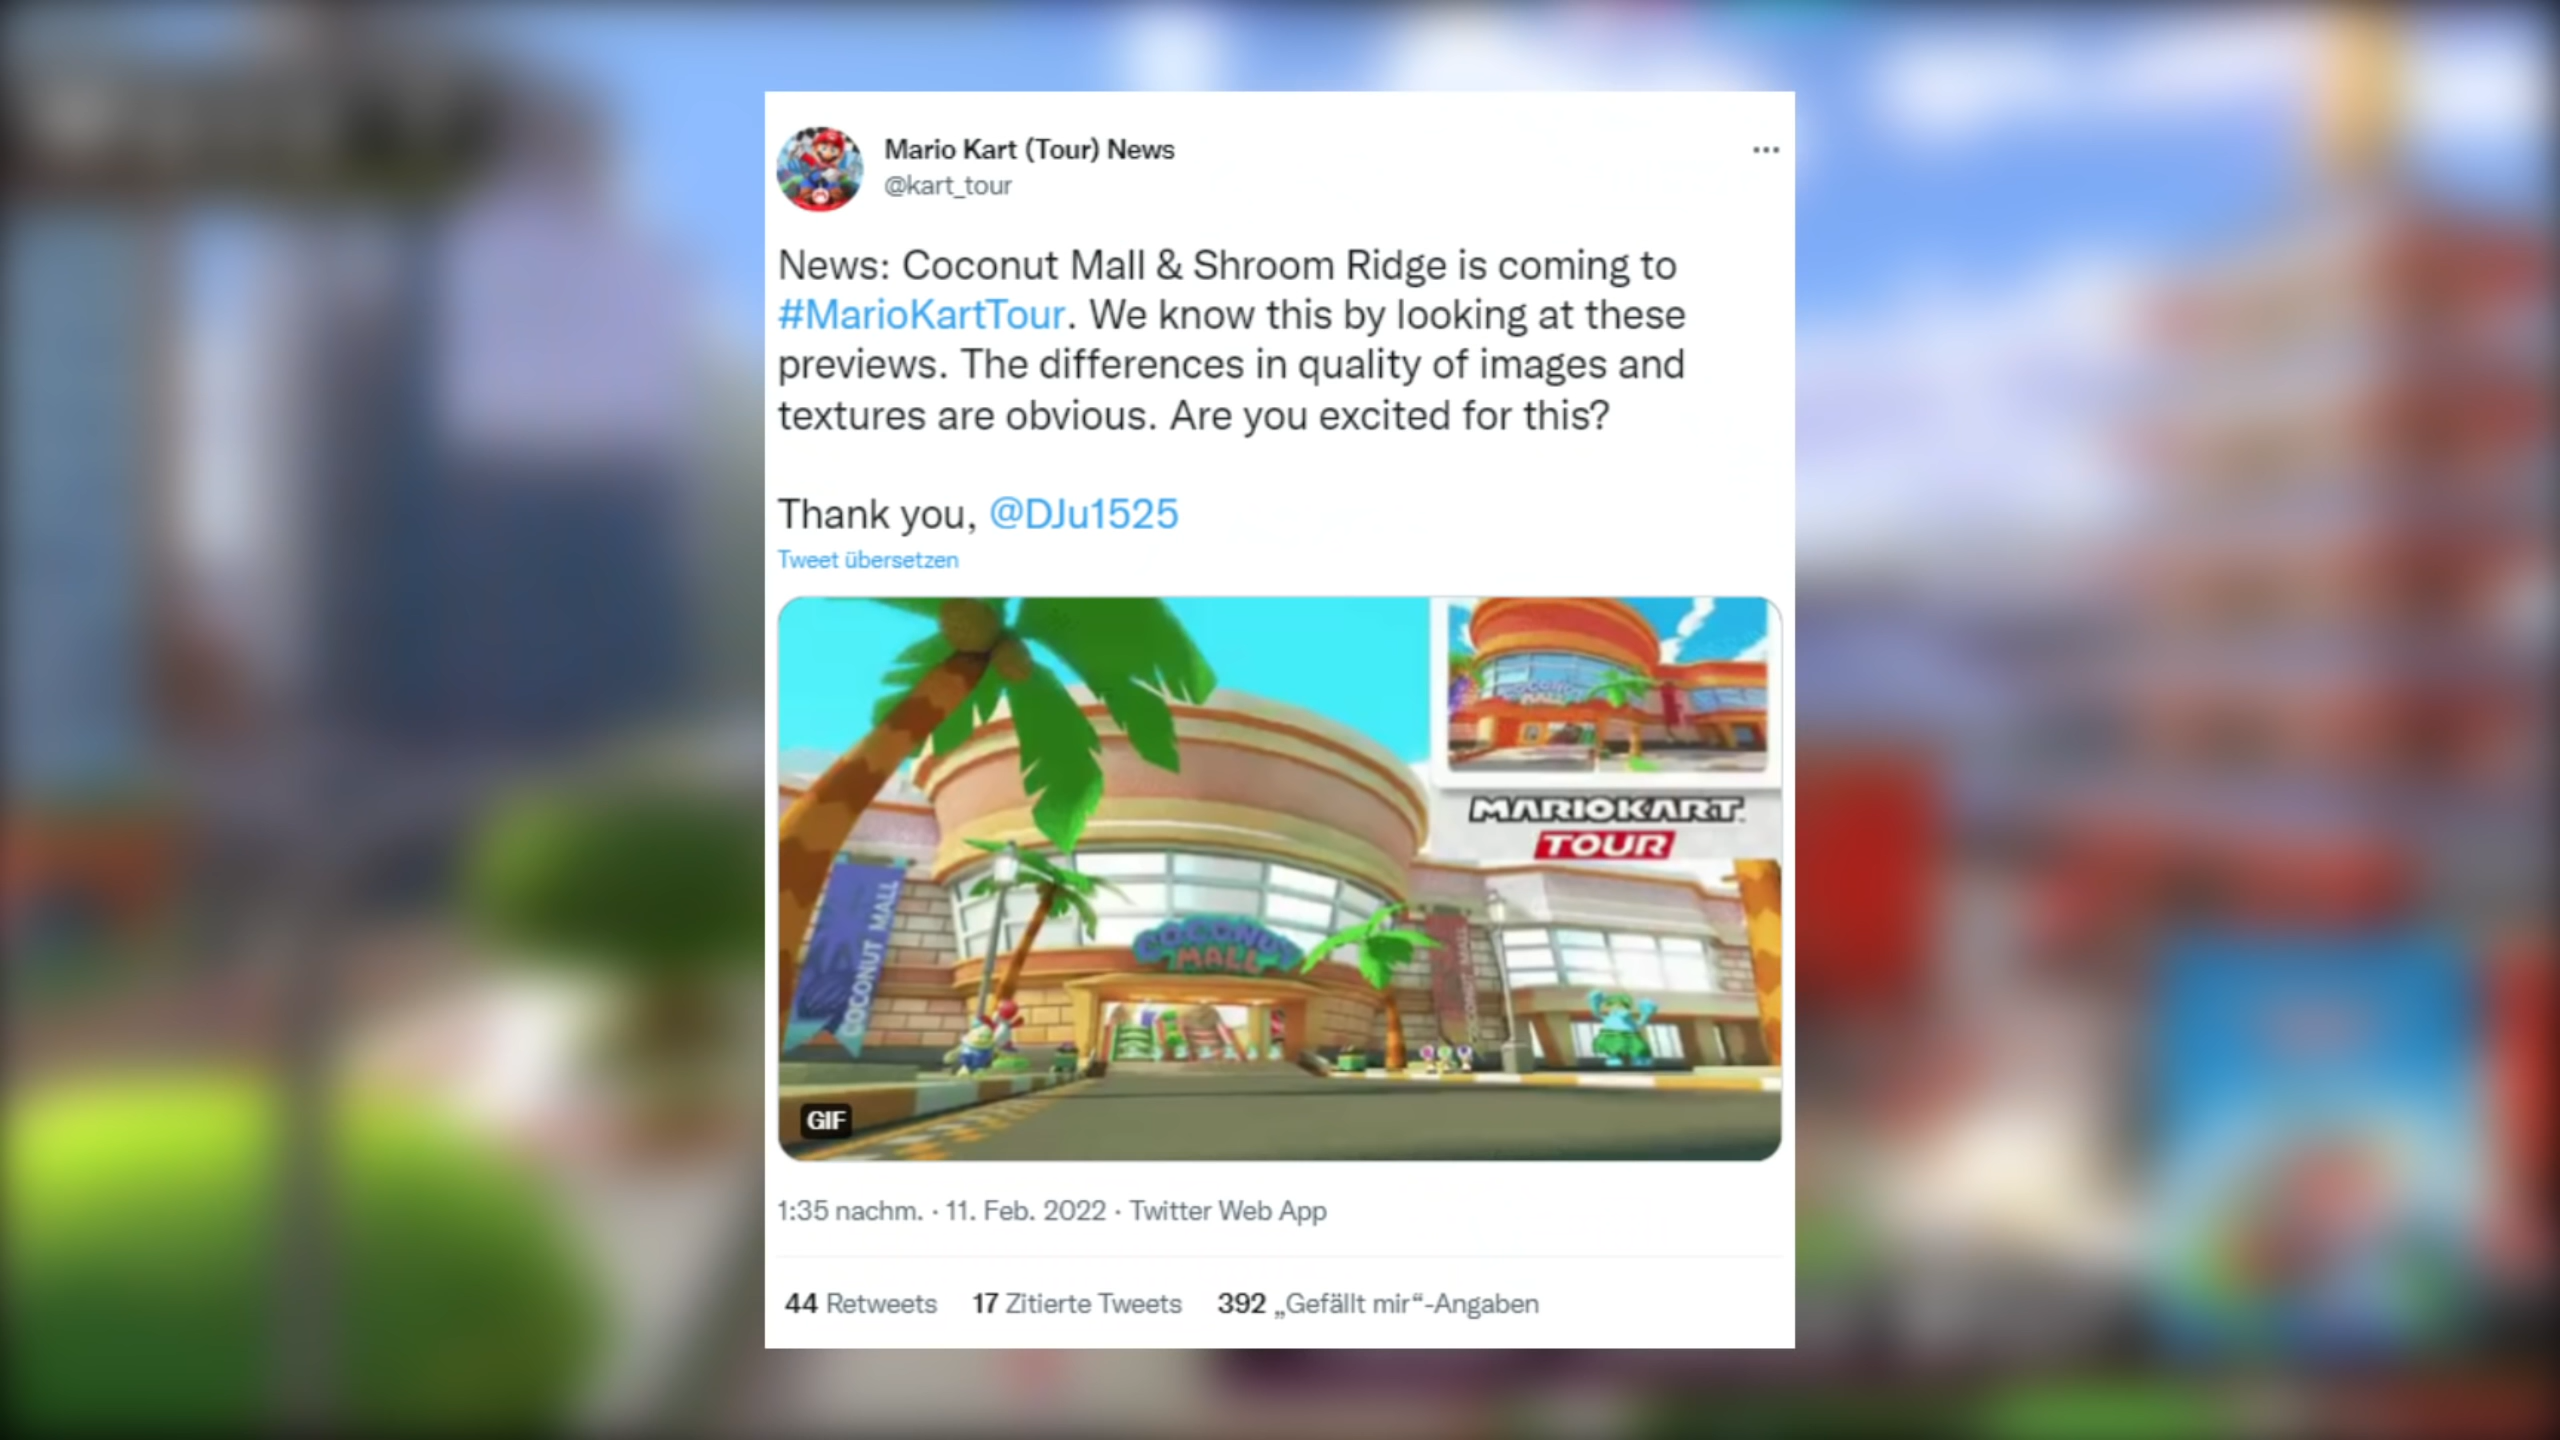 Mario Kart (Tour) News
@kart_tour
News: Coconut Mall & Shroom Ridge is coming to
#MarioKartTour. We know this by looking at these
previews. The differences in quality of images and
textures are obvious. Are you excited for this?
Thank you, @DJu1525
Tweet übersetzen
COCONUT MALL
MARIOKART
TOUR
COCONUT MALL
COCONUT
MALL
GIF
1:35 nachm. · 11. Feb. 2022 · Twitter Web App
44 Retweets 17 Zitierte Tweets 392 „Gefällt mir“-Angaben